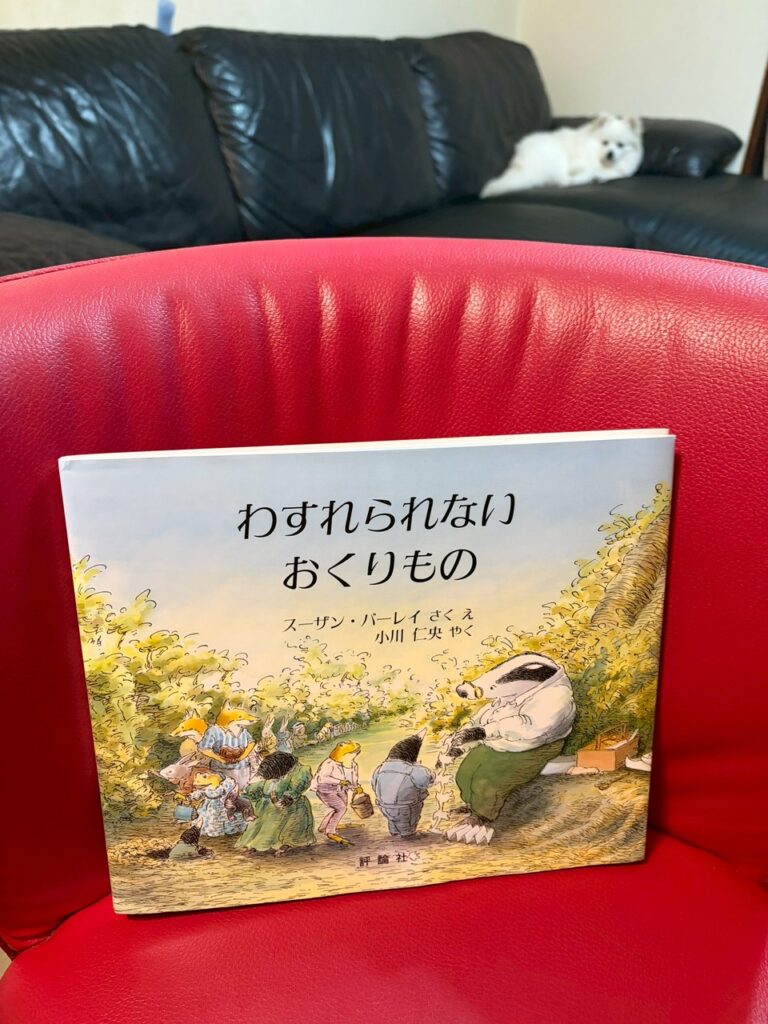 わすれられない
おくりもの
スーザン・バーレイ さく え
小川 仁央 やく
評論社